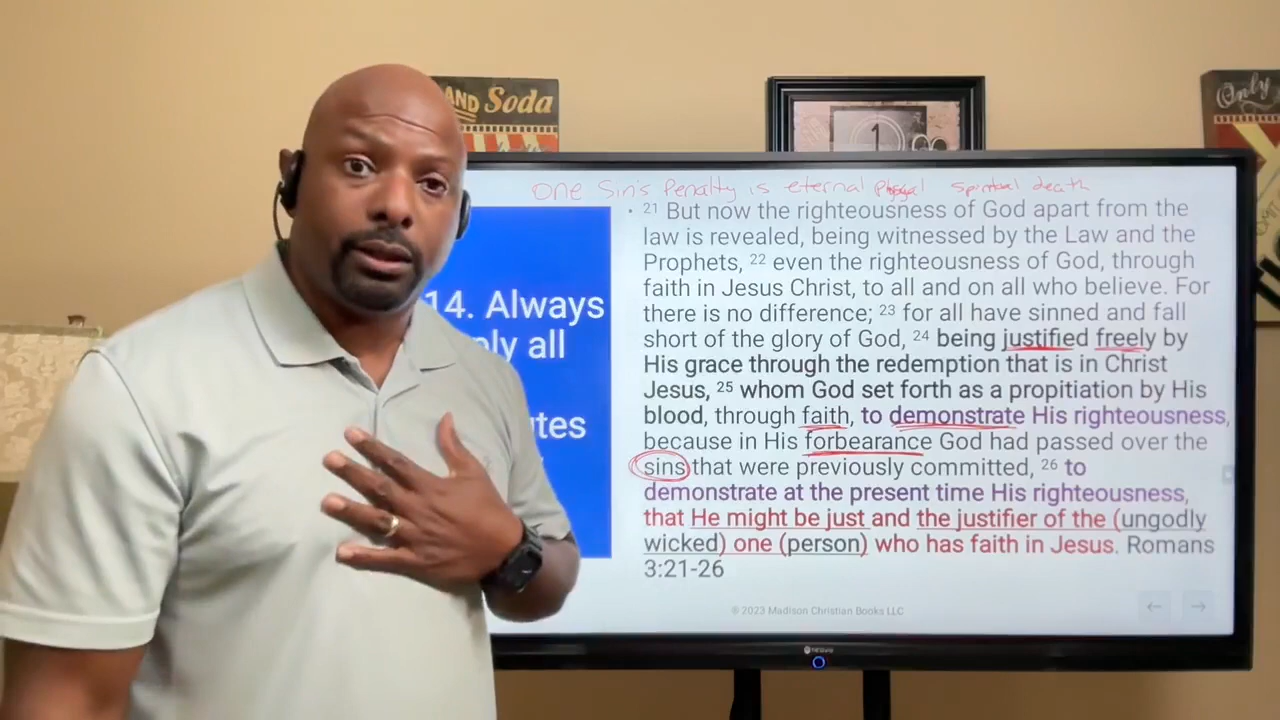 AND Soda
1
Only
One Sin's Penalty is eternal physical spiritual death
14. Always
ply all
utes
• 21 But now the righteousness of God apart from the
law is revealed, being witnessed by the Law and the
Prophets, 22 even the righteousness of God, through
faith in Jesus Christ, to all and on all who believe. For
there is no difference; 23 for all have sinned and fall
short of the glory of God, 24 being justified freely by
His grace through the redemption that is in Christ
Jesus, 25 whom God set forth as a propitiation by His
blood, through faith, to demonstrate His righteousness,
because in His forbearance God had passed over the
sins that were previously committed, 26 to
demonstrate at the present time His righteousness,
that He might be just and the justifier of the (ungodly
wicked) one (person) who has faith in Jesus. Romans
3:21-26
© 2023 Madison Christian Books LLC